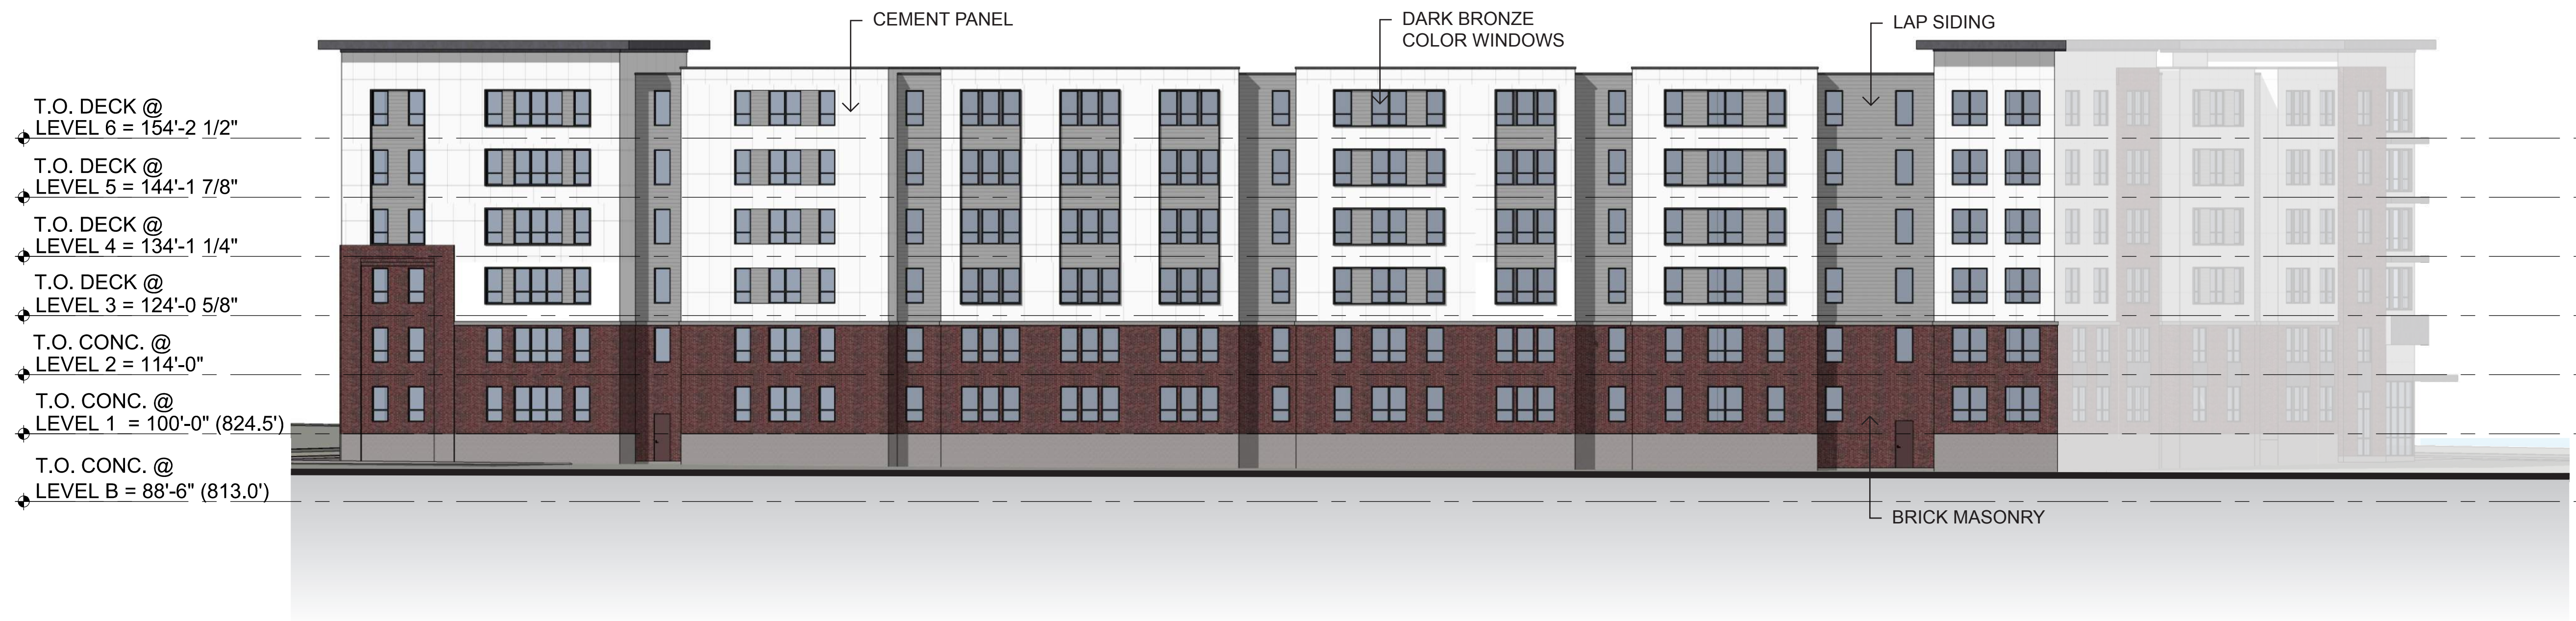 CEMENT PANEL
DARK BRONZE
COLOR WINDOWS
LAP SIDING
T.O. DECK @
LEVEL 6 = 154'-2 1/2"
T.O. DECK @
LEVEL 5 = 144'-1 7/8"
T.O. DECK @
LEVEL 4 = 134'-1 1/4"
T.O. DECK @
LEVEL 3 = 124'-0 5/8"
T.O. CONC. @
LEVEL 2 = 114'-0"
T.O. CONC. @
LEVEL 1 = 100'-0" (824.5')
T.O. CONC. @
LEVEL B = 88'-6" (813.0')
BRICK MASONRY